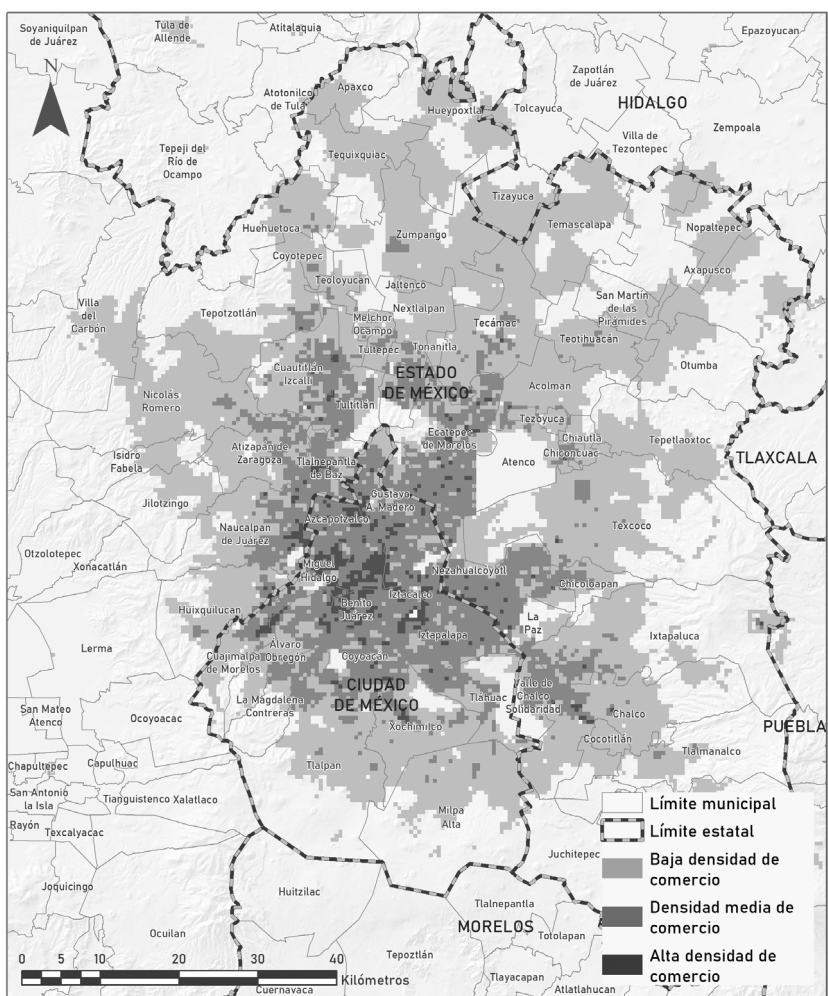 Soyaniquilpan
de Juárez
Tula de
Allende
Atitalaquia
Epazoyucan
N
Apaxco
Atotonilco
de Tula
Hueypoxtla
Zapotlán
de Juárez
Tolcayuca
HIDALGO
Zempoala
Villa de
Tezontepec
Tepeji del
Río de
Ocampo
Tequixquiac
Tizayuca
Temascalapa
Nopaltepec
Huehuetoca
Zumpango
Coyotepec
Axapusco
Teoloyucan
Jaltenco
Villa
del
Carbón
Tepotzotlán
Nextlalpan
San Martín
de las
Pirámides
Melchor
Ocampo
Tecámac
Teotihuacán
Tultepec
Tonanitla
Otumba
Cuautitlán
Izcalli
ESTADO
DE MÉXICO
Acolman
Nicolás
Romero
Tultitlán
Tezoyuca
Ecatepec
de Morelos
Chiautla
Tepetlaoxtoc
Atizapán de
Zaragoza
Chiconcuac
Isidro
Fabela
Tlalnepantla
de Baz
Atenco
TLAXCALA
Jilotzingo
Gustavo
A. Madero
Azcapotzalco
Naucalpan
de Juárez
Texcoco
Otzolotepec
Xonacatlán
Miguel
Hidalgo
Nezahualcóyotl
Chicoloapan
Iztacalco
Huixquilucan
Benito
Juárez
La
Paz
Iztapalapa
Ixtapaluca
Lerma
Álvaro
Obregón
Cuajimalpa
de Morelos
Coyoacán
CIUDAD
DE MÉXICO
Tlahuac
Valle de
Chalco
Solidaridad
La Magdalena
Contreras
San Mateo
Atenco
Ocoyoacac
Chalco
Xochimilco
PUEBLA
Cocotitlán
Tlalmanalco
Chapultepec
Capulhuac
Tlalpan
San Antonio
la Isla
Tianguistenco
Xalatlaco
Milpa
Alta
Rayón
Texcalyacac
Juchitepec
Joquicingo
Huitzilac
Tlalnepantla
MORELOS
Ocuilan
Totolapan
Tepoztlán
Tlayacapan
Atlatlahucan
Cuernavaca
Límite municipal
Límite estatal
Baja densidad de
comercio
Densidad media de
comercio
Alta densidad de
comercio
0 5 10 20 30 40
Kilómetros